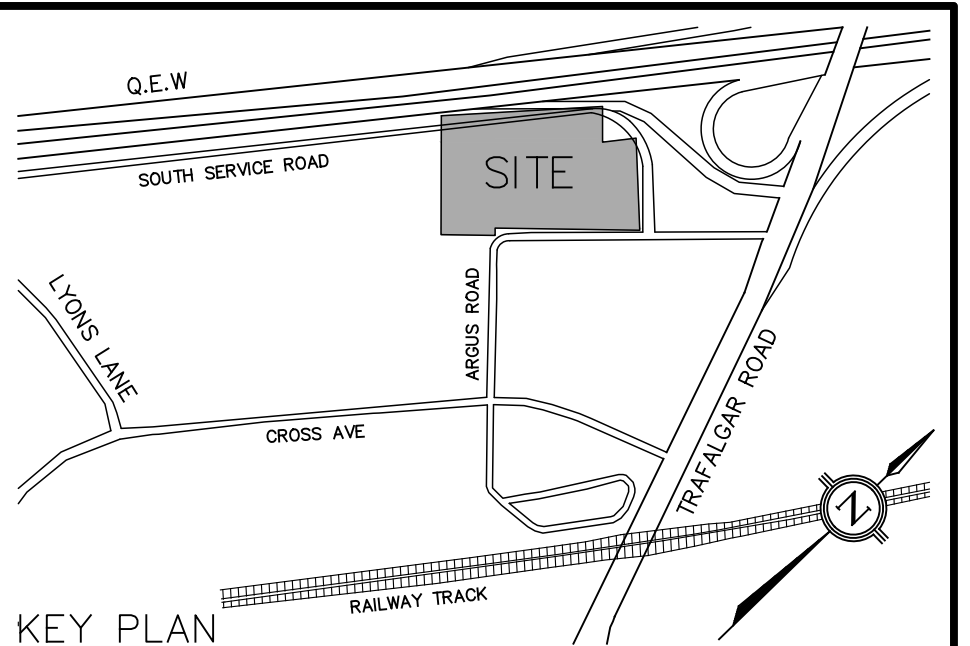 Q.E.W
SOUTH SERVICE ROAD
SITE
LYONS LANE
ARGUS ROAD
CROSS AVE
TRAFALGAR ROAD
N
RAILWAY TRACK
KEY PLAN